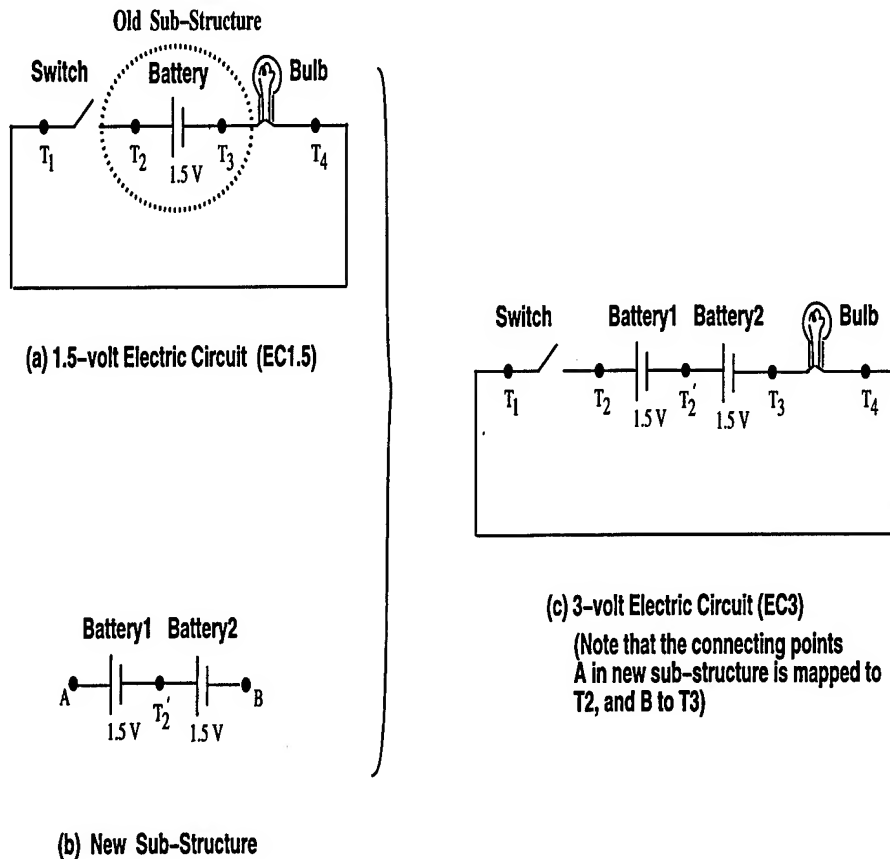 Old Sub-Structure
Switch Battery Bulb
T1 T2 T3 T4
1.5 V
(a) 1.5-volt Electric Circuit (EC1.5)
Battery1 Battery2
A T2' B
1.5 V 1.5 V
(b) New Sub-Structure
Switch Battery1 Battery2 Bulb
T1 T2 T2' T3 T4
1.5 V 1.5 V
(c) 3-volt Electric Circuit (EC3)
(Note that the connecting points
A in new sub-structure is mapped to
T2, and B to T3)